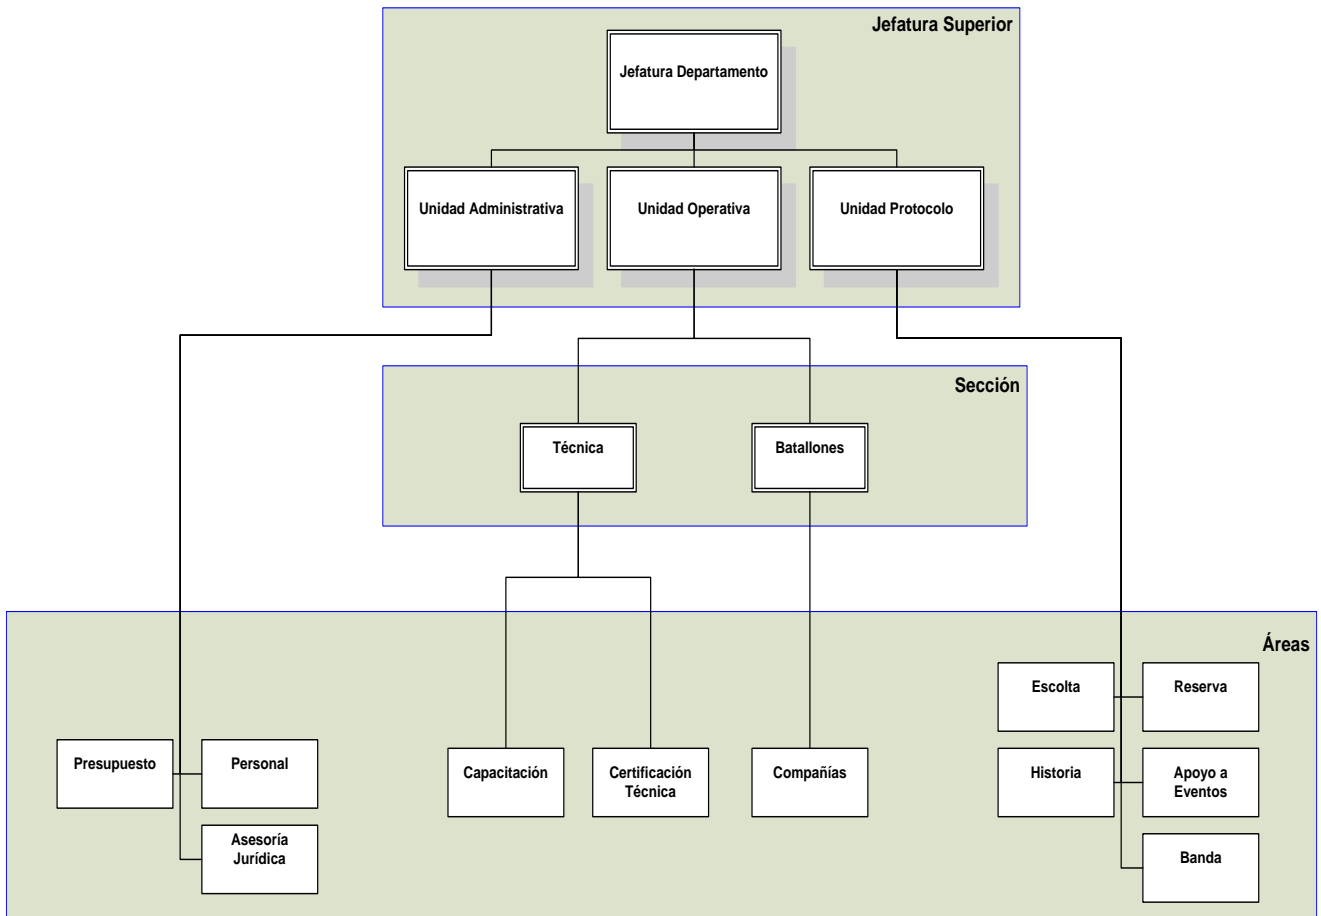 Jefatura Superior
Jefatura Departamento
Unidad Administrativa
Unidad Operativa
Unidad Protocolo
Sección
Técnica
Batallones
Áreas
Escolta
Reserva
Presupuesto
Personal
Capacitación
Certificación
Técnica
Compañías
Historia
Apoyo a
Eventos
Asesoría
Jurídica
Banda